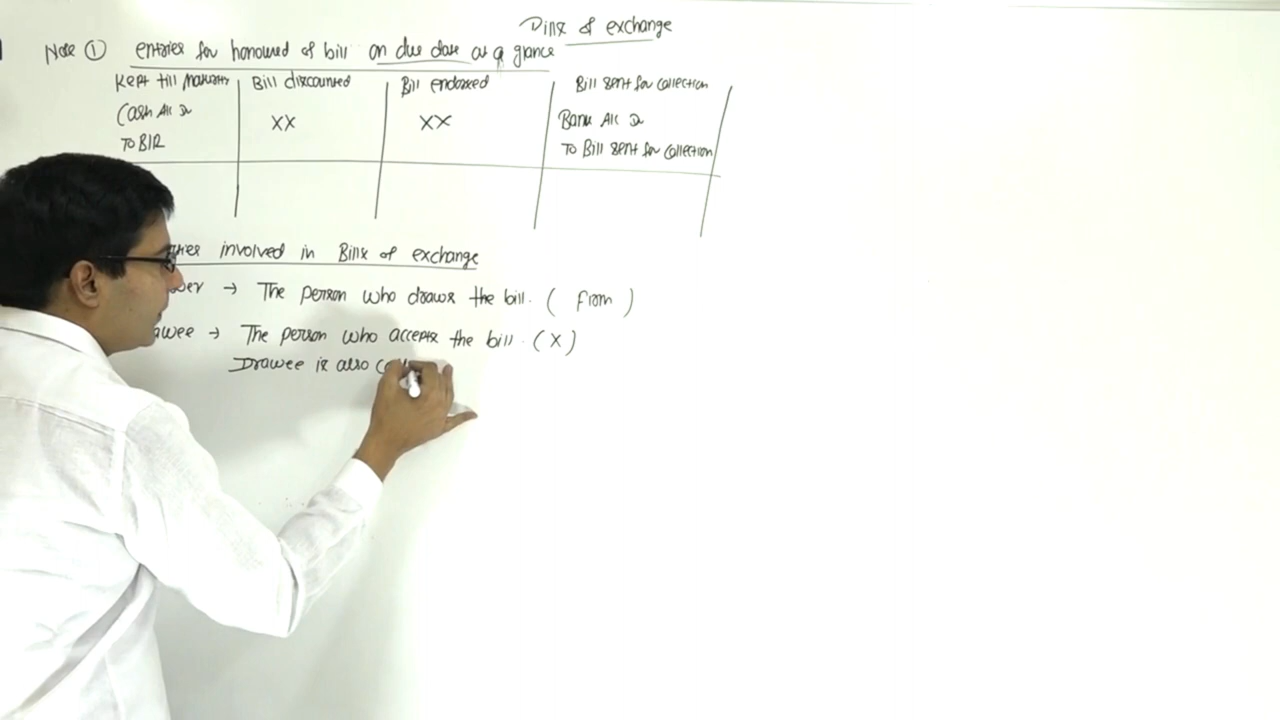 Bills of exchange
Note ① entries for honoured of bill on due date at a glance
Kept till maturity Bill discounted Bill endorsed Bill sent for collection
Cash A/c Dr XX XX Bank A/c Dr
To B/R To Bill sent for collection
involved in Bills of exchange
→ The person who draws the bill. ( From )
→ The person who accepts the bill. ( X )
Drawee is also